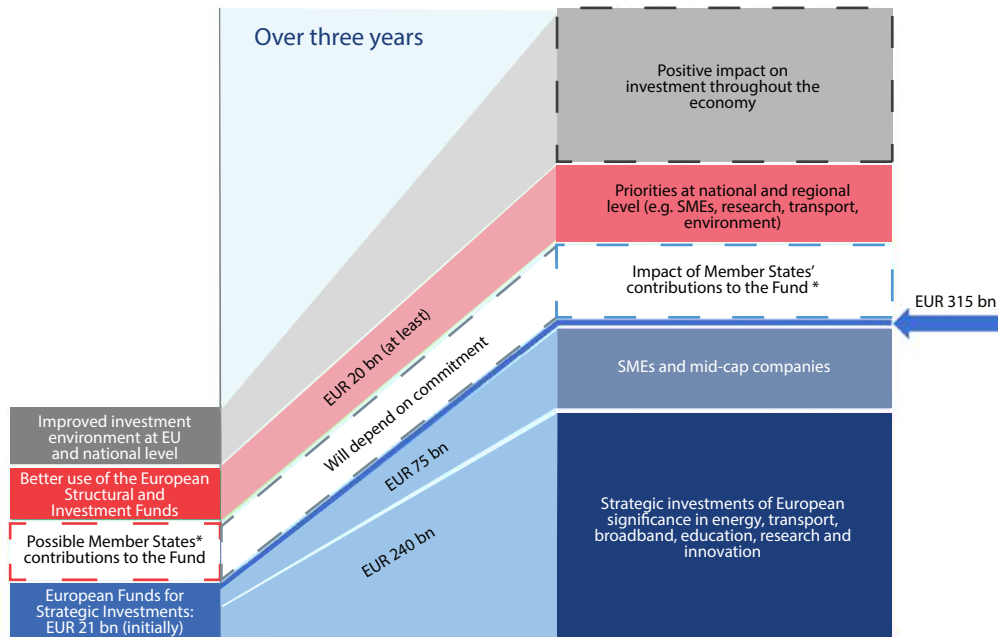 Over three years
Positive impact on
investment throughout the
economy
Priorities at national and regional
level (e.g. SMEs, research, transport,
environment)
Impact of Member States’
contributions to the Fund *
EUR 315 bn
SMEs and mid-cap companies
Strategic investments of European
significance in energy, transport,
broadband, education, research and
innovation
EUR 20 bn (at least)
Will depend on commitment
EUR 75 bn
EUR 240 bn
Improved investment
environment at EU
and national level
Better use of the European
Structural and
Investment Funds
Possible Member States*
contributions to the Fund
European Funds for
Strategic Investments:
EUR 21 bn (initially)